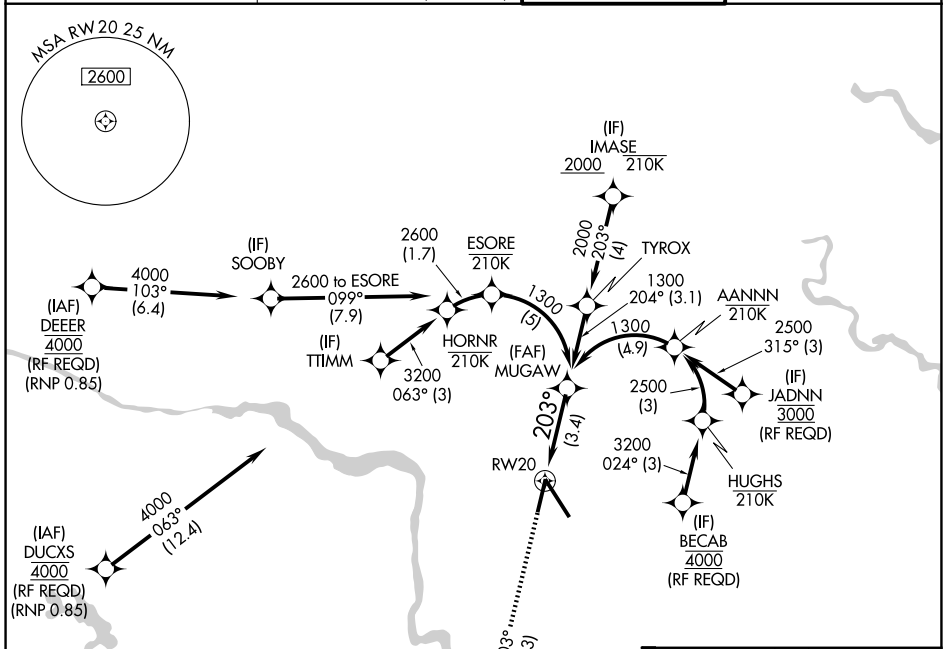 MSA RW20 25 NM
2600
(IF)
IMASE
2000
210K
2000
203°
(4)
TYROX
1300
204° (3.1)
ESORE
210K
2600
(1.7)
1300
(5)
(IF)
SOOBY
2600 to ESORE
099°
(7.9)
4000
103°
(6.4)
(IAF)
DEEER
4000
(RF REQD)
(RNP 0.85)
(IF)
TTIMM
3200
063° (3)
HORNR
210K
(FAF)
MUGAW
1300
(4.9)
AANNN
210K
2500
315° (3)
(IF)
JADNN
3000
(RF REQD)
2500
(3)
HUGHS
210K
3200
024° (3)
(IF)
BECAB
4000
(RF REQD)
203°
(3.4)
RW20
4000
063°
(12.4)
(IAF)
DUCXS
4000
(RF REQD)
(RNP 0.85)